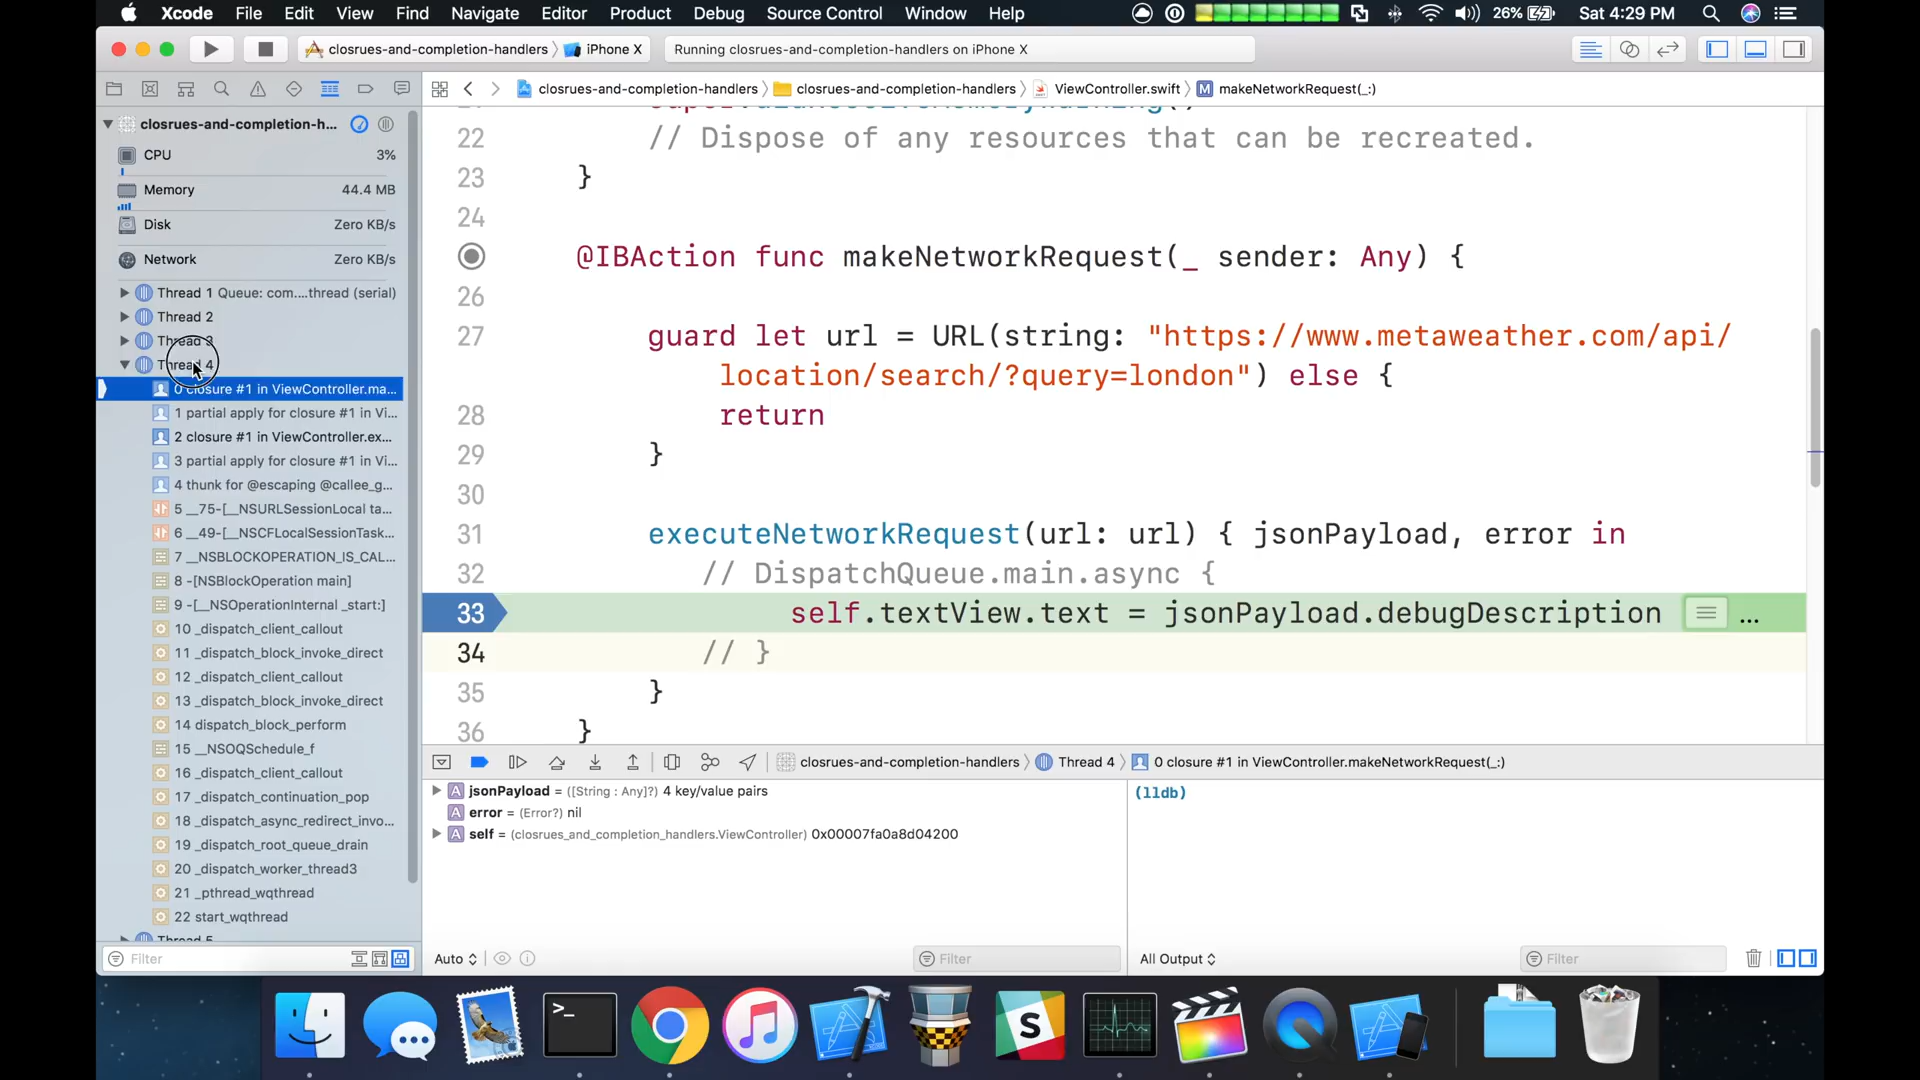 Xcode File Edit View Find Navigate Editor Product Debug Source Control Window Help 26% Sat 4:29 PM
closrues-and-completion-handlers iPhone X Running closrues-and-completion-handlers on iPhone X
closrues-and-completion-handlers closrues-and-completion-handlers ViewController.swift M makeNetworkRequest(_:)
closrues-and-completion-h...
CPU 3%
Memory 44.4 MB
Disk Zero KB/s
Network Zero KB/s
Thread 1 Queue: com....thread (serial)
Thread 2
Thread 3
Thread 4
0 closure #1 in ViewController.ma...
1 partial apply for closure #1 in Vi...
2 closure #1 in ViewController.ex...
3 partial apply for closure #1 in Vi...
4 thunk for @escaping @callee_g...
5 __75-[__NSURLSessionLocal ta...
6 __49-[__NSCFLocalSessionTask...
7 __NSBLOCKOPERATION_IS_CAL...
8 -[NSBlockOperation main]
9 -[__NSOperationInternal _start:]
10 _dispatch_client_callout
11 _dispatch_block_invoke_direct
12 _dispatch_client_callout
13 _dispatch_block_invoke_direct
14 dispatch_block_perform
15 __NSOQSchedule_f
16 _dispatch_client_callout
17 _dispatch_continuation_pop
18 _dispatch_async_redirect_invo...
19 _dispatch_root_queue_drain
20 _dispatch_worker_thread3
21 _pthread_wqthread
22 start_wqthread
Thread 5
Filter
22 // Dispose of any resources that can be recreated.
23 }
24
@IBAction func makeNetworkRequest(_ sender: Any) {
26
27 guard let url = URL(string: "https://www.metaweather.com/api/
location/search/?query=london") else {
28 return
29 }
30
31 executeNetworkRequest(url: url) { jsonPayload, error in
32 // DispatchQueue.main.async {
33 self.textView.text = jsonPayload.debugDescription ...
34 // }
35 }
36 }
closrues-and-completion-handlers Thread 4 0 closure #1 in ViewController.makeNetworkRequest(_:)
A jsonPayload = ([String : Any]?) 4 key/value pairs
A error = (Error?) nil
A self = (closrues_and_completion_handlers.ViewController) 0x00007fa0a8d04200
(lldb)
Auto Filter
All Output Filter
>_
S